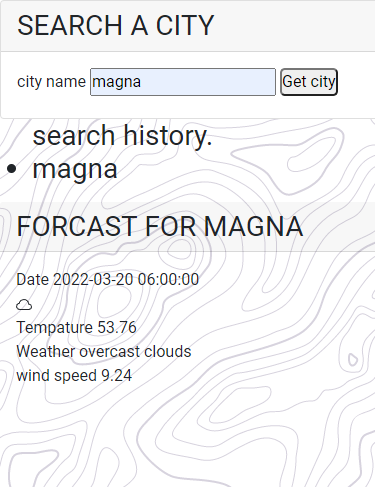 SEARCH A CITY
city name magna Get city
search history.
magna
FORCAST FOR MAGNA
Date 2022-03-20 06:00:00
Tempature 53.76
Weather overcast clouds
wind speed 9.24